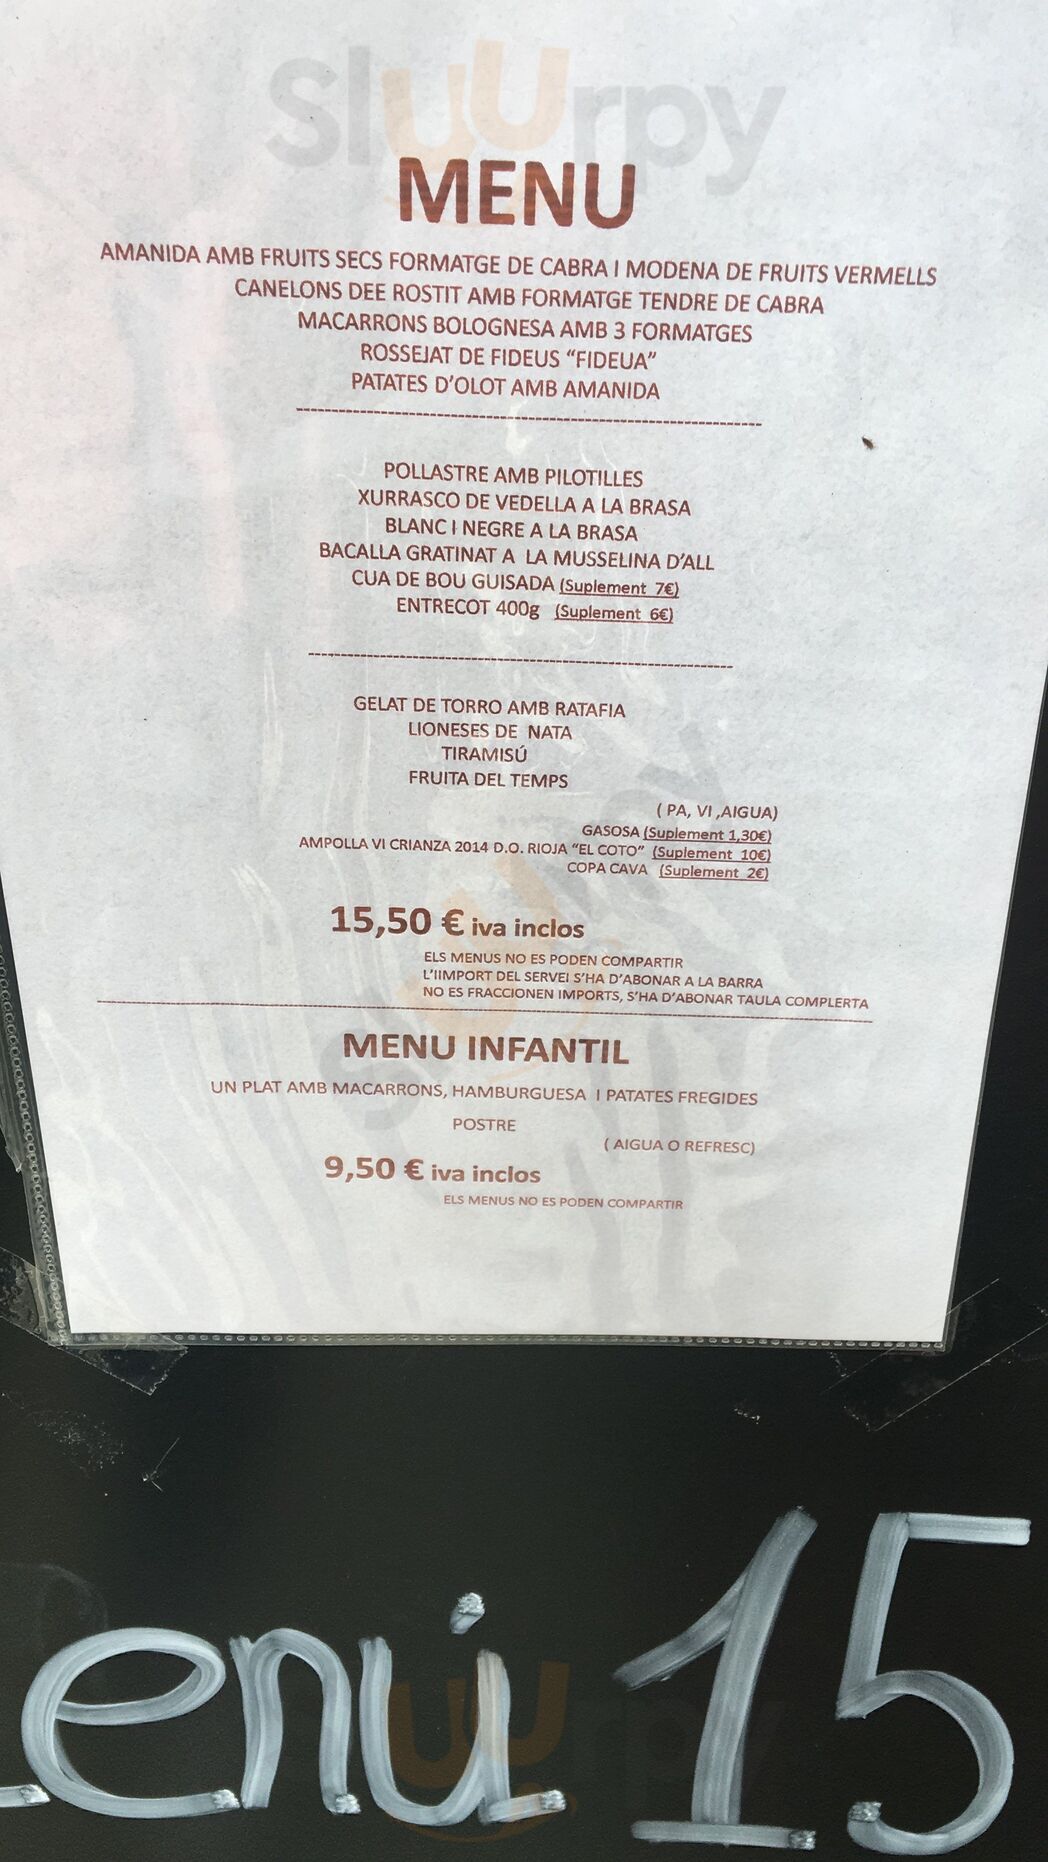 Sluurpy
MENU
AMANIDA AMB FRUITS SECS FORMATGE DE CABRA I MODENA DE FRUITS VERMELLS
CANELONS DEE ROSTIT AMB FORMATGE TENDRE DE CABRA
MACARRONS BOLOGNESA AMB 3 FORMATGES
ROSSEJAT DE FIDEUS “FIDEUA”
PATATES D’OLOT AMB AMANIDA
POLLASTRE AMB PILOTILLES
XURRASCO DE VEDELLA A LA BRASA
BLANC I NEGRE A LA BRASA
BACALLA GRATINAT A LA MUSSELINA D’ALL
CUA DE BOU GUISADA (Suplement 7€)
ENTRECOT 400g (Suplement 6€)
GELAT DE TORRO AMB RATAFIA
LIONESES DE NATA
TIRAMISÚ
FRUITA DEL TEMPS
( PA, VI ,AIGUA)
GASOSA (Suplement 1,30€)
AMPOLLA VI CRIANZA 2014 D.O. RIOJA “EL COTO” (Suplement 10€)
COPA CAVA (Suplement 2€)
15,50 € iva inclos
ELS MENUS NO ES PODEN COMPARTIR
L’IIMPORT DEL SERVEI S’HA D’ABONAR A LA BARRA
NO ES FRACCIONEN IMPORTS, S’HA D’ABONAR TAULA COMPLERTA
MENU INFANTIL
UN PLAT AMB MACARRONS, HAMBURGUESA I PATATES FREGIDES
POSTRE
( AIGUA O REFRESC)
9,50 € iva inclos
ELS MENUS NO ES PODEN COMPARTIR
enú 15